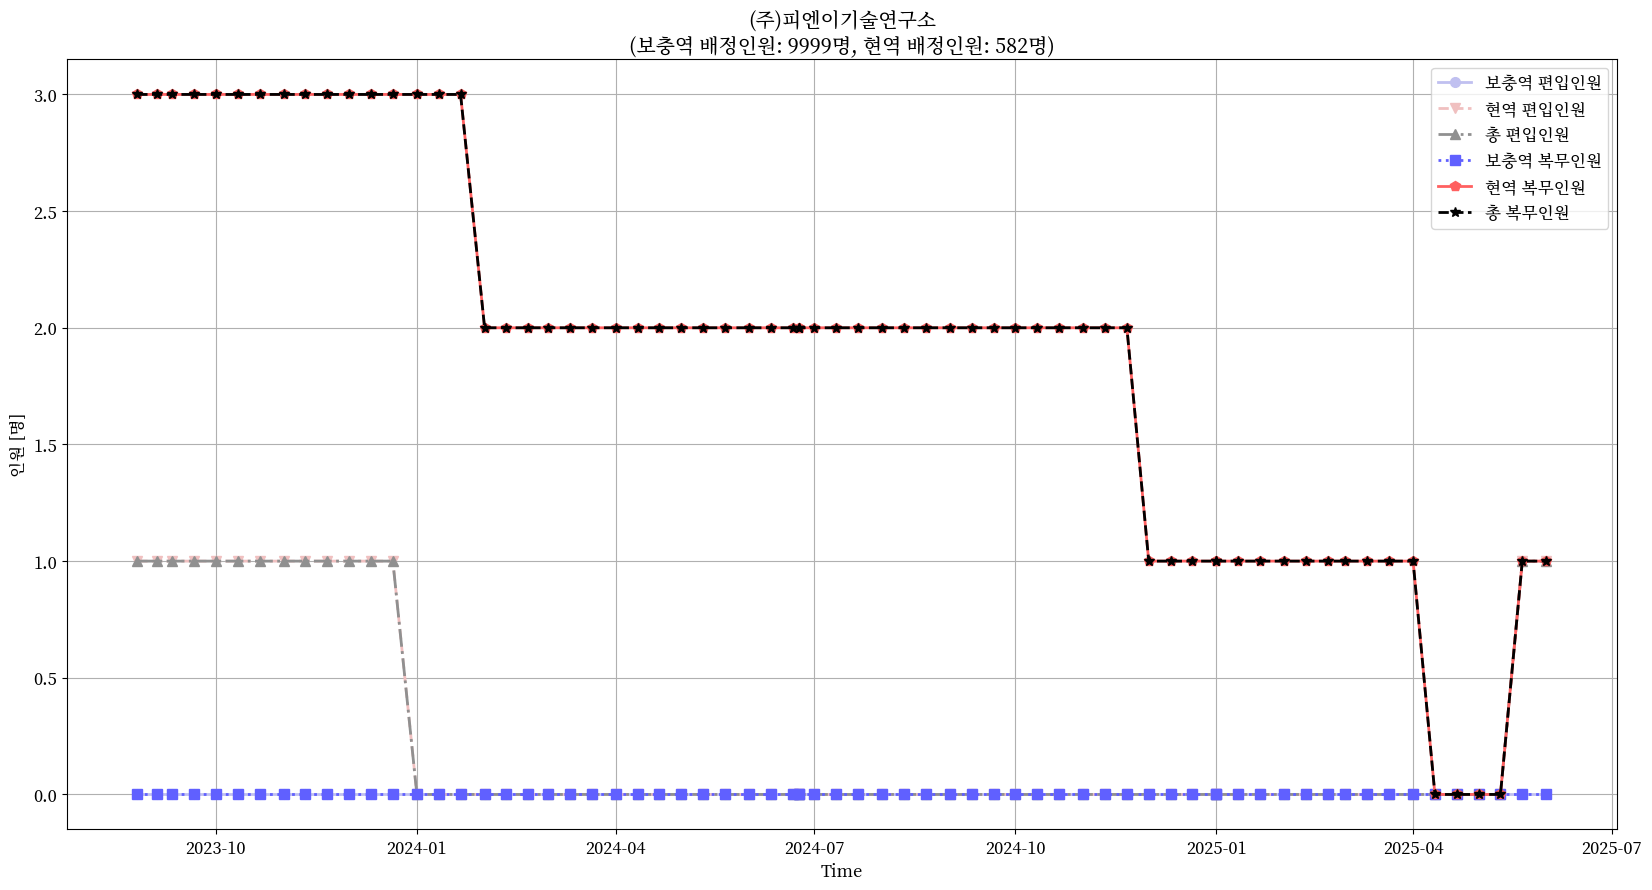 (주)피엔이기술연구소
(보충역 배정인원: 9999명, 현역 배정인원: 582명)
보충역 편입인원
현역 편입인원
총 편입인원
보충역 복무인원
현역 복무인원
총 복무인원
인원 [명]
3.0
2.5
2.0
1.5
1.0
0.5
0.0
2023-10
2024-01
2024-04
2024-07
2024-10
2025-01
2025-04
2025-07
Time